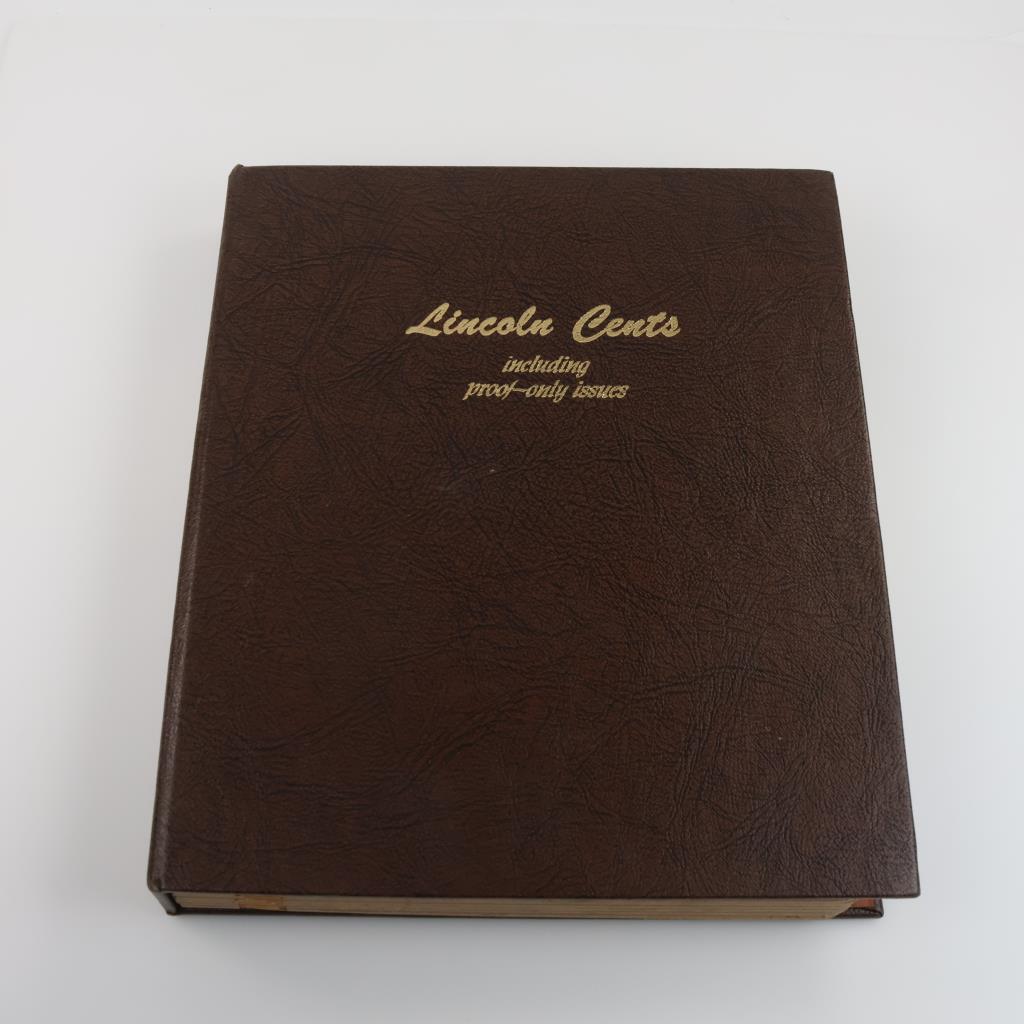 Lincoln Cents
including
proof-only issues